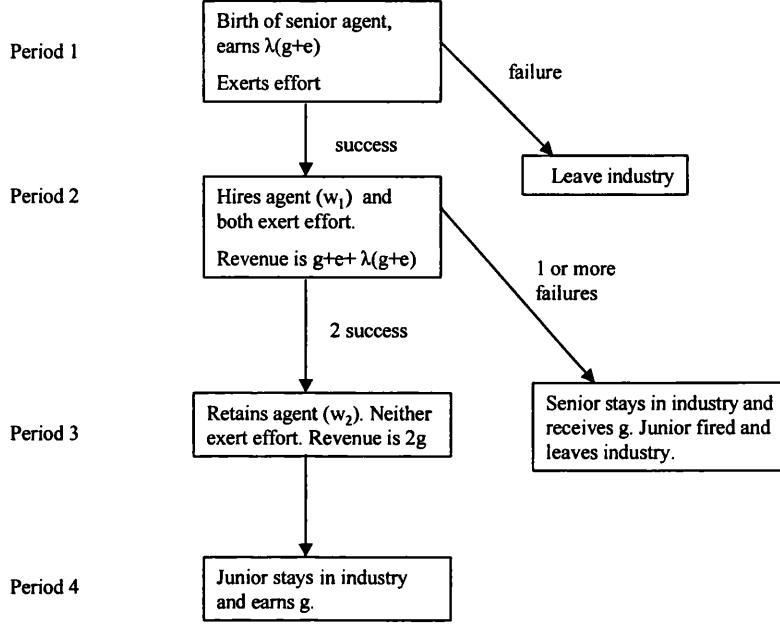 Period 1
Birth of senior agent,
earns λ(g+e)
Exerts effort
failure
success
Leave industry
Period 2
Hires agent (w₁) and
both exert effort.
Revenue is g+e+ λ(g+e)
1 or more
failures
2 success
Period 3
Retains agent (w₂). Neither
exert effort. Revenue is 2g
Senior stays in industry and
receives g. Junior fired and
leaves industry.
Period 4
Junior stays in industry
and earns g.